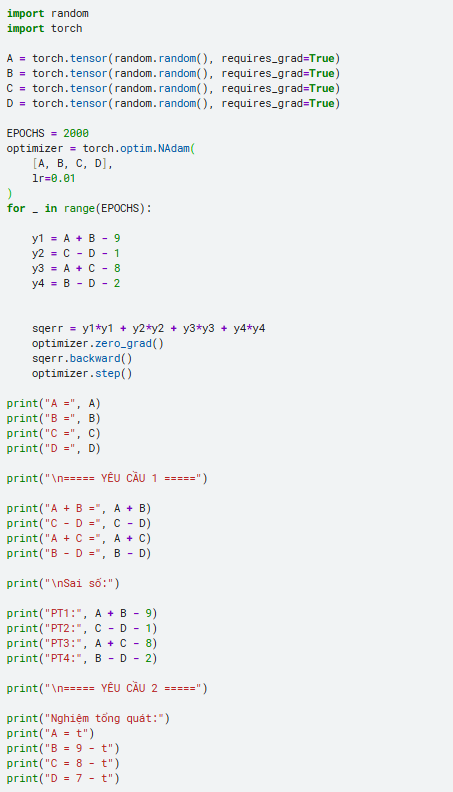 import random
import torch

A = torch.tensor(random.random(), requires_grad=True)
B = torch.tensor(random.random(), requires_grad=True)
C = torch.tensor(random.random(), requires_grad=True)
D = torch.tensor(random.random(), requires_grad=True)

EPOCHS = 2000
optimizer = torch.optim.NAdam(
    [A, B, C, D],
    lr=0.01
)
for _ in range(EPOCHS):

    y1 = A + B - 9
    y2 = C - D - 1
    y3 = A + C - 8
    y4 = B - D - 2


    sqerr = y1*y1 + y2*y2 + y3*y3 + y4*y4
    optimizer.zero_grad()
    sqerr.backward()
    optimizer.step()

print("A =", A)
print("B =", B)
print("C =", C)
print("D =", D)

print("\n===== YÊU CẦU 1 =====")

print("A + B =", A + B)
print("C - D =", C - D)
print("A + C =", A + C)
print("B - D =", B - D)

print("\nSai số:")

print("PT1:", A + B - 9)
print("PT2:", C - D - 1)
print("PT3:", A + C - 8)
print("PT4:", B - D - 2)

print("\n===== YÊU CẦU 2 =====")

print("Nghiệm tổng quát:")
print("A = t")
print("B = 9 - t")
print("C = 8 - t")
print("D = 7 - t")